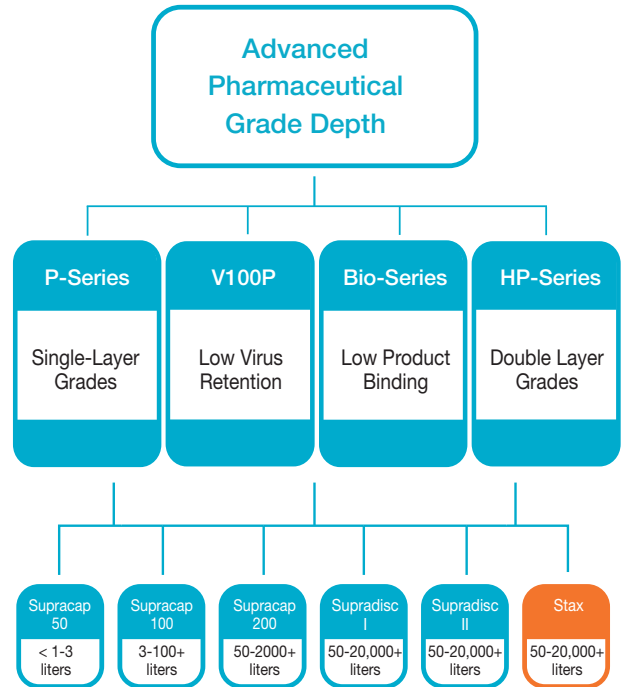 Advanced
Pharmaceutical
Grade Depth
P-Series
Single-Layer
Grades
V100P
Low Virus
Retention
Bio-Series
Low Product
Binding
HP-Series
Double Layer
Grades
Supracap
50
< 1-3
liters
Supracap
100
3-100+
liters
Supracap
200
50-2000+
liters
Supradisc
I
50-20,000+
liters
Supradisc
II
50-20,000+
liters
Stax
50-20,000+
liters